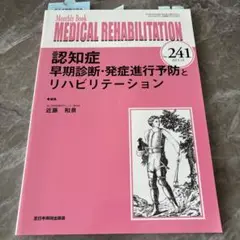 Monthly Book
MEDICAL REHABILITATION
No.
241
認知症
早期診断・発症進行予防と
リハビリテーション
近藤 和泉
全日本病院出版会